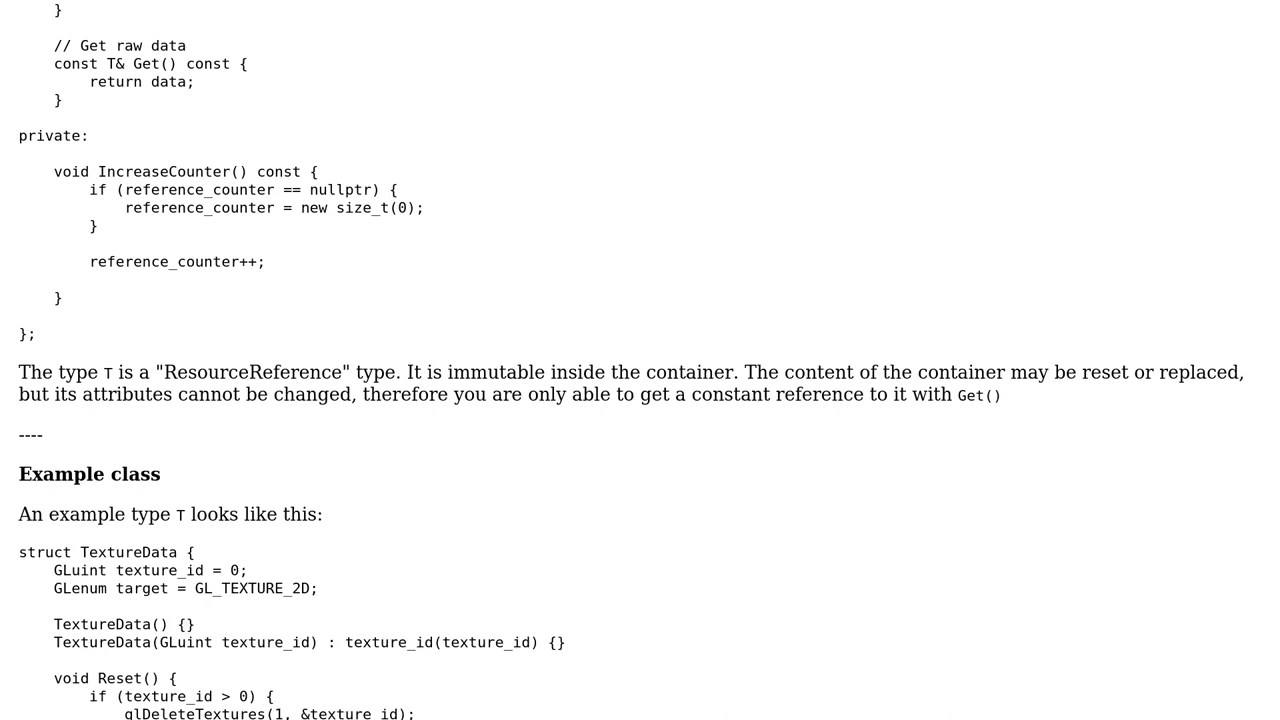 }

    // Get raw data
    const T& Get() const {
        return data;
    }

private:

    void IncreaseCounter() const {
        if (reference_counter == nullptr) {
            reference_counter = new size_t(0);
        }

        reference_counter++;

    }

};

The type T is a "ResourceReference" type. It is immutable inside the container. The content of the container may be reset or replaced,
but its attributes cannot be changed, therefore you are only able to get a constant reference to it with Get()

----

Example class

An example type T looks like this:

struct TextureData {
    GLuint texture_id = 0;
    GLenum target = GL_TEXTURE_2D;

    TextureData() {}
    TextureData(GLuint texture_id) : texture_id(texture_id) {}

    void Reset() {
        if (texture_id > 0) {
            glDeleteTextures(1, &texture_id);